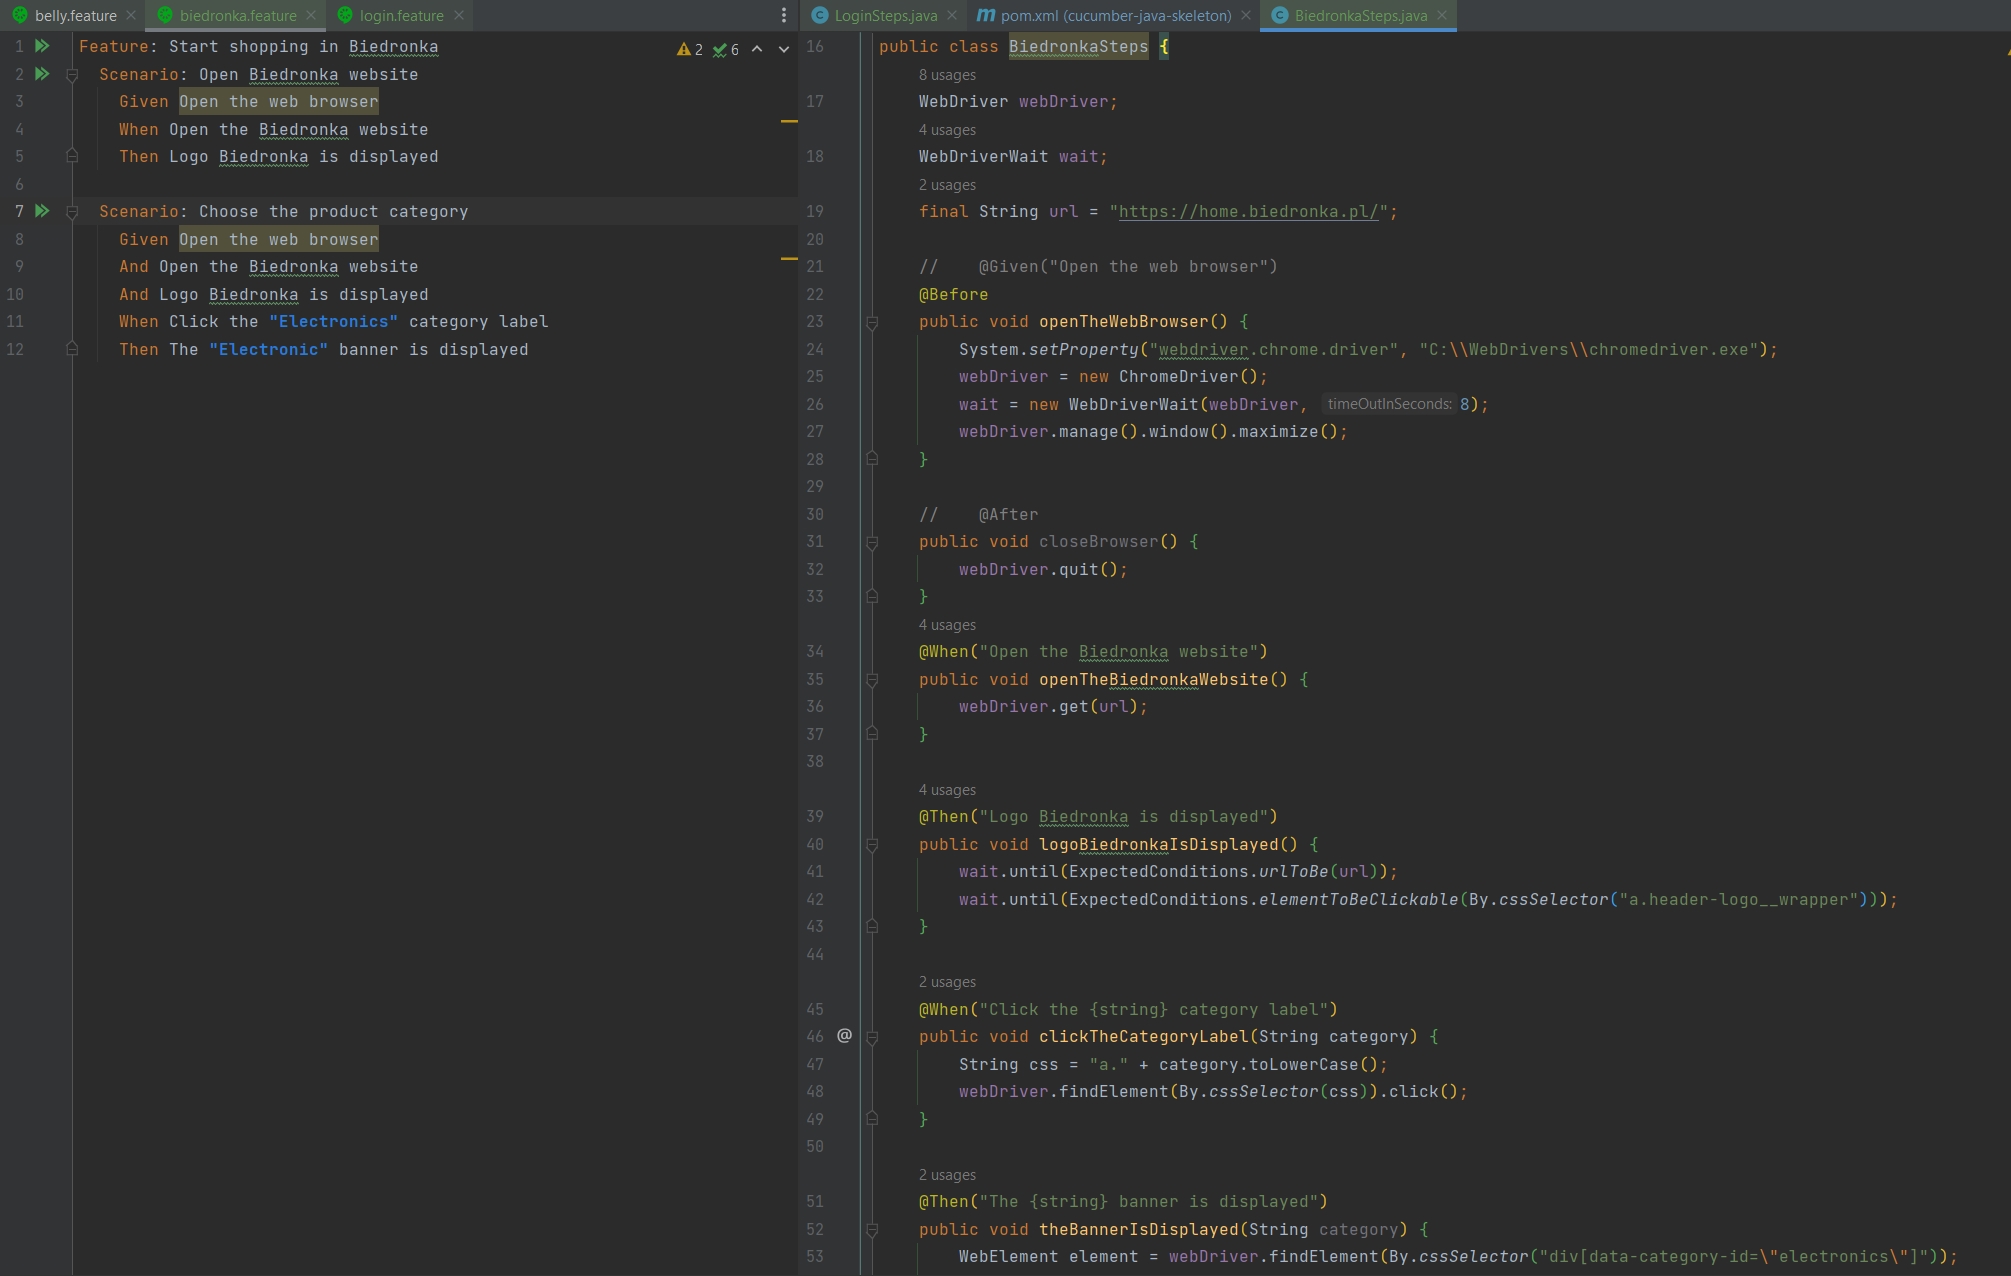 belly.feature
biedronka.feature
login.feature
1 Feature: Start shopping in Biedronka
2 6
2 Scenario: Open Biedronka website
3 Given Open the web browser
4 When Open the Biedronka website
5 Then Logo Biedronka is displayed
6
7 Scenario: Choose the product category
8 Given Open the web browser
9 And Open the Biedronka website
10 And Logo Biedronka is displayed
11 When Click the "Electronics" category label
12 Then The "Electronic" banner is displayed
LoginSteps.java
pom.xml (cucumber-java-skeleton)
BiedronkaSteps.java
16 public class BiedronkaSteps {
8 usages
17 WebDriver webDriver;
4 usages
18 WebDriverWait wait;
2 usages
19 final String url = "https://home.biedronka.pl/";
20
21 // @Given("Open the web browser")
22 @Before
23 public void openTheWebBrowser() {
24 System.setProperty("webdriver.chrome.driver", "C:\\WebDrivers\\chromedriver.exe");
25 webDriver = new ChromeDriver();
26 wait = new WebDriverWait(webDriver, timeOutInSeconds: 8);
27 webDriver.manage().window().maximize();
28 }
29
30 // @After
31 public void closeBrowser() {
32 webDriver.quit();
33 }
4 usages
34 @When("Open the Biedronka website")
35 public void openTheBiedronkaWebsite() {
36 webDriver.get(url);
37 }
38
4 usages
39 @Then("Logo Biedronka is displayed")
40 public void logoBiedronkaIsDisplayed() {
41 wait.until(ExpectedConditions.urlToBe(url));
42 wait.until(ExpectedConditions.elementToBeClickable(By.cssSelector("a.header-logo__wrapper")));
43 }
44
2 usages
45 @When("Click the {string} category label")
46 @ public void clickTheCategoryLabel(String category) {
47 String css = "a." + category.toLowerCase();
48 webDriver.findElement(By.cssSelector(css)).click();
49 }
50
2 usages
51 @Then("The {string} banner is displayed")
52 public void theBannerIsDisplayed(String category) {
53 WebElement element = webDriver.findElement(By.cssSelector("div[data-category-id=\"electronics\"]"));